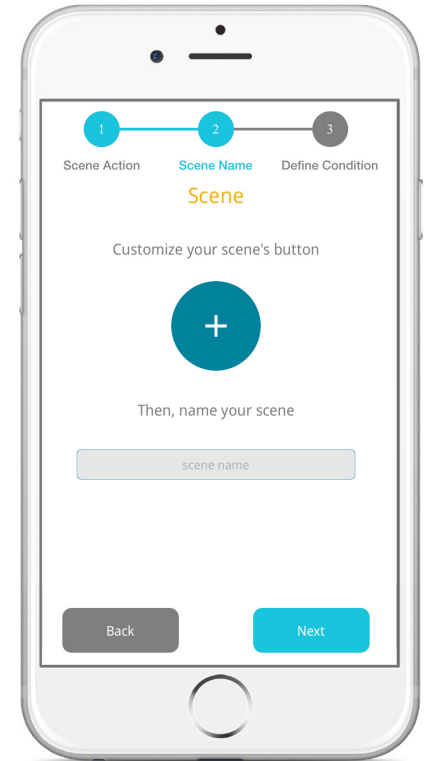 1 2 3
Scene Action Scene Name Define Condition
Scene
Customize your scene's button
+
Then, name your scene
scene name
Back Next